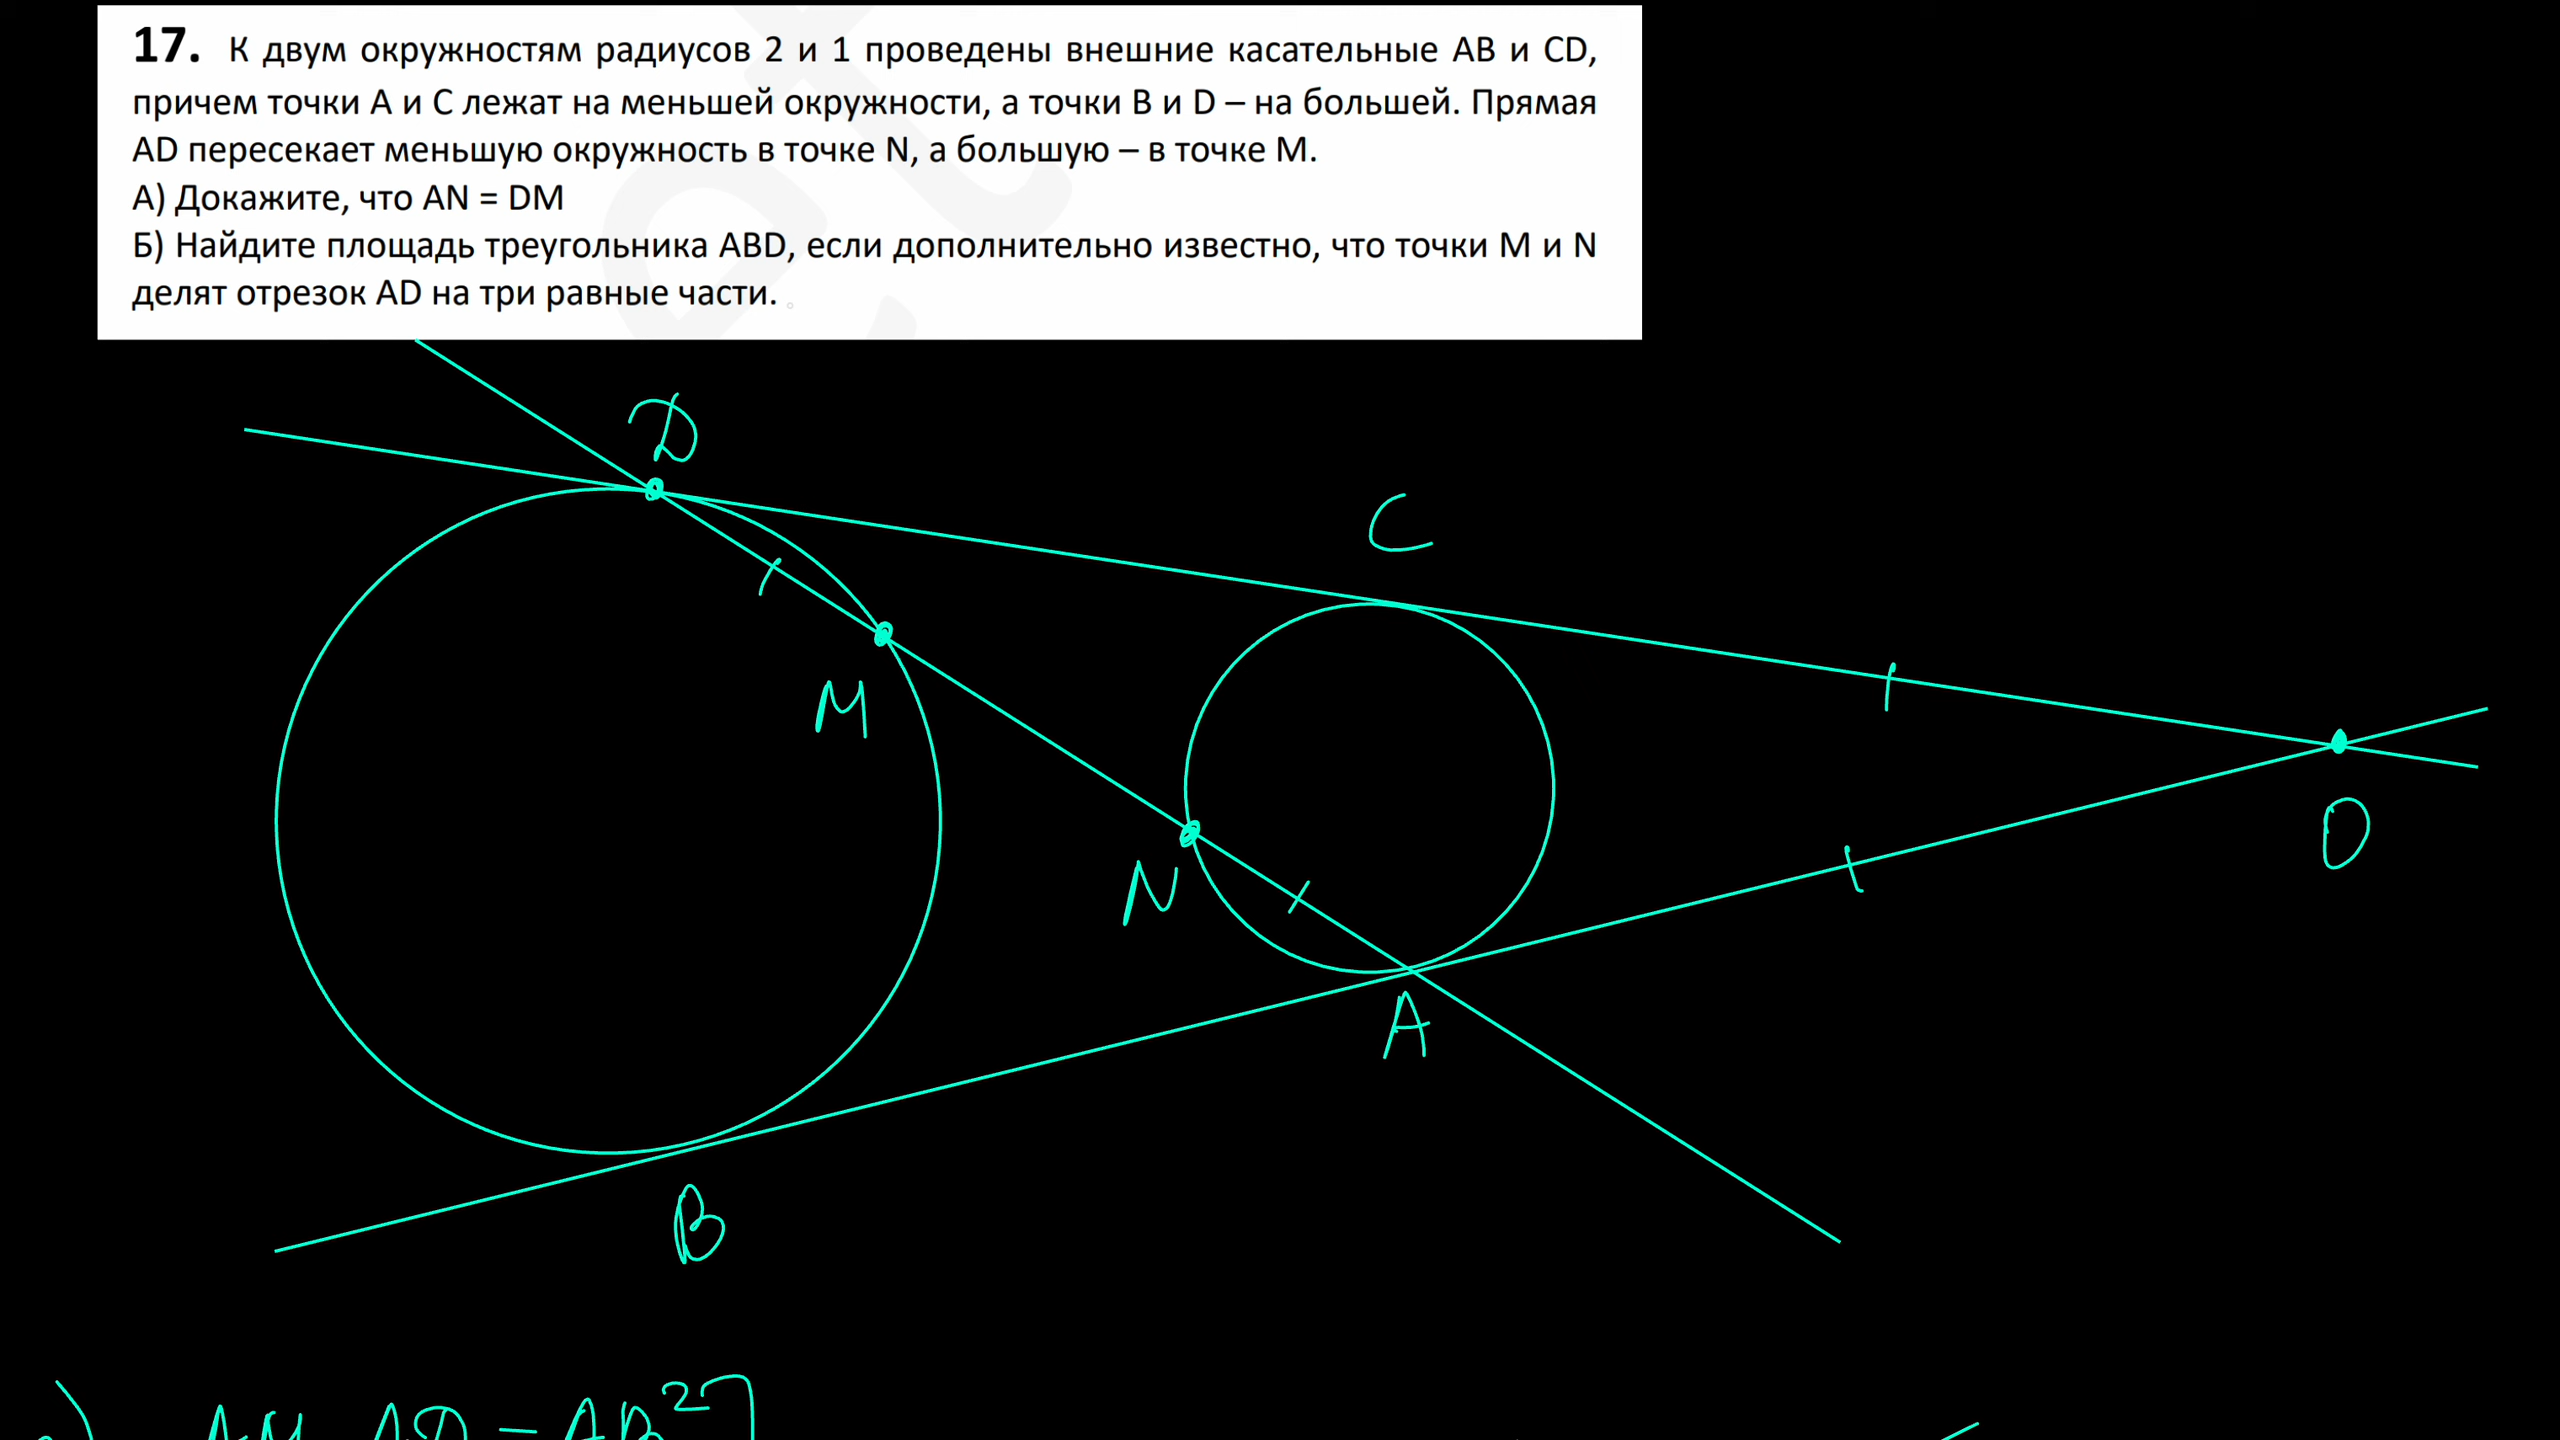 17. К двум окружностям радиусов 2 и 1 проведены внешние касательные АВ и CD,
причем точки А и С лежат на меньшей окружности, а точки В и D – на большей. Прямая
AD пересекает меньшую окружность в точке N, а большую – в точке М.
А) Докажите, что AN = DM
Б) Найдите площадь треугольника ABD, если дополнительно известно, что точки М и N
делят отрезок AD на три равные части.
D
C
M
N
O
A
B